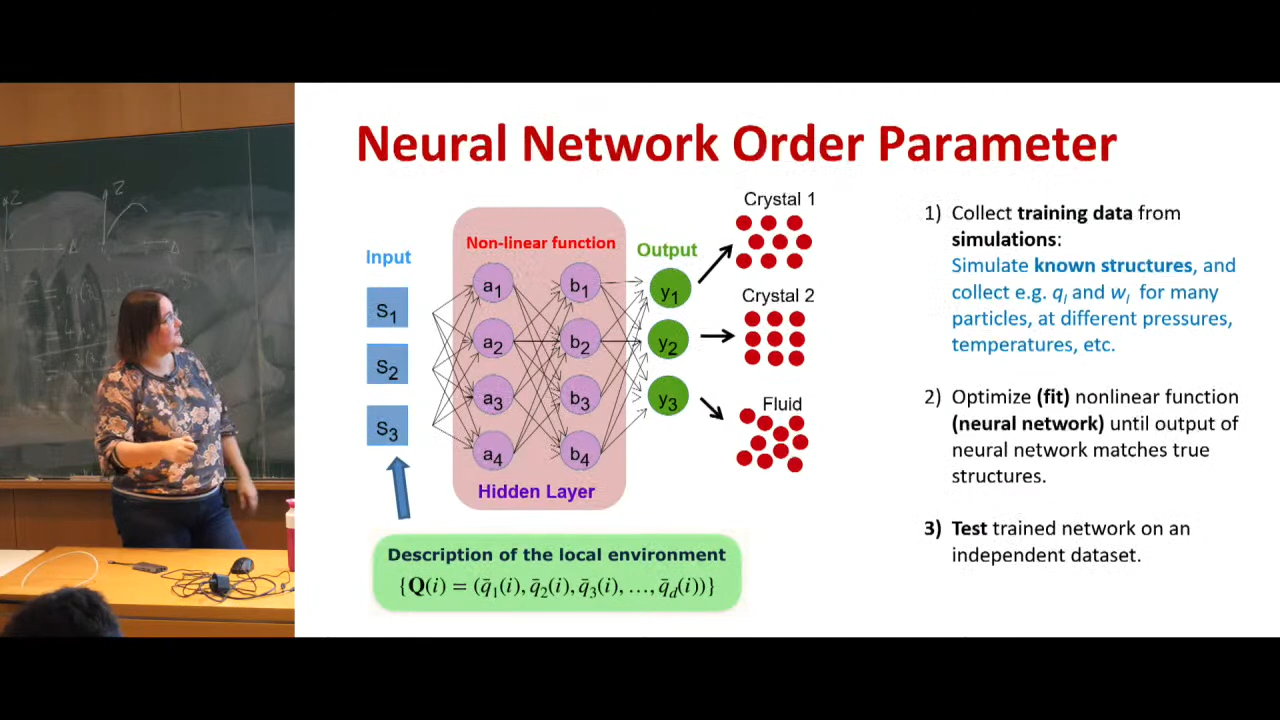 Neural Network Order Parameter
Input
S1
S2
S3
Non-linear function
a1
a2
a3
a4
b1
b2
b3
b4
Hidden Layer
Output
y1
y2
y3
Crystal 1
Crystal 2
Fluid
Description of the local environment
{Q(i) = (q̄1(i), q̄2(i), q̄3(i), …, q̄d(i))}
1) Collect training data from
simulations:
Simulate known structures, and
collect e.g. ql and wl for many
particles, at different pressures,
temperatures, etc.
2) Optimize (fit) nonlinear function
(neural network) until output of
neural network matches true
structures.
3) Test trained network on an
independent dataset.